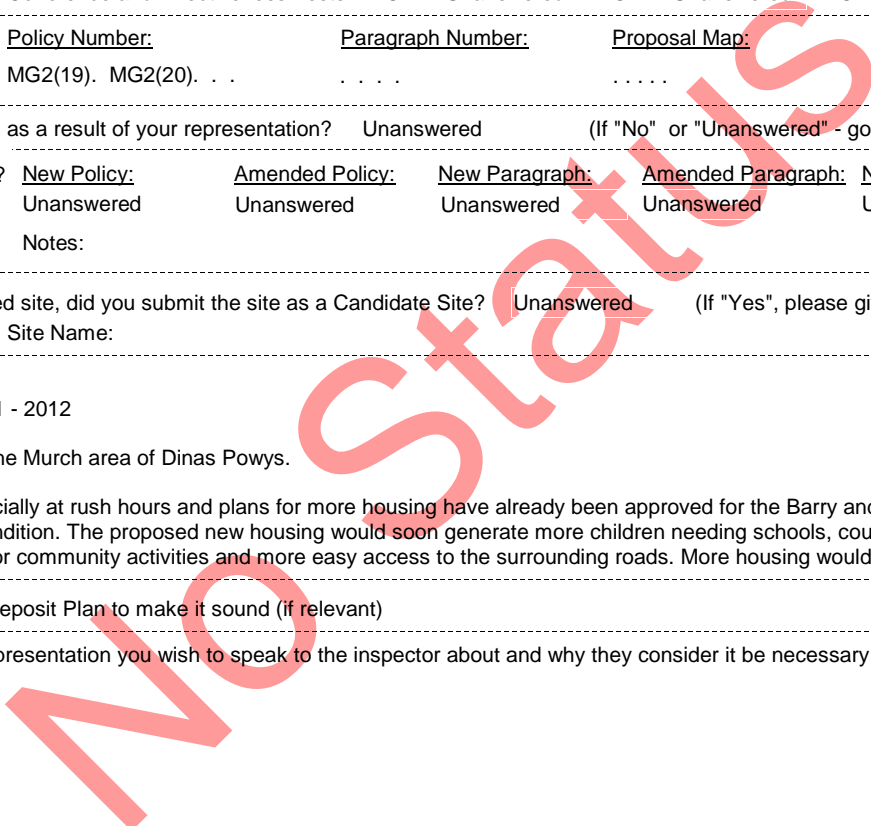 Policy Number: Paragraph Number: Proposal Map:
MG2(19). MG2(20). . . . . . . . . . . .
as a result of your representation? Unanswered (If "No" or "Unanswered" - go
? New Policy: Amended Policy: New Paragraph: Amended Paragraph:
Unanswered Unanswered Unanswered Unanswered
Notes:
ed site, did you submit the site as a Candidate Site? Unanswered (If "Yes", please gi
Site Name:
- 2012
he Murch area of Dinas Powys.
cially at rush hours and plans for more housing have already been approved for the Barry and
ndition. The proposed new housing would soon generate more children needing schools, cou
or community activities and more easy access to the surrounding roads. More housing would
eposit Plan to make it sound (if relevant)
presentation you wish to speak to the inspector about and why they consider it be necessary
No Status